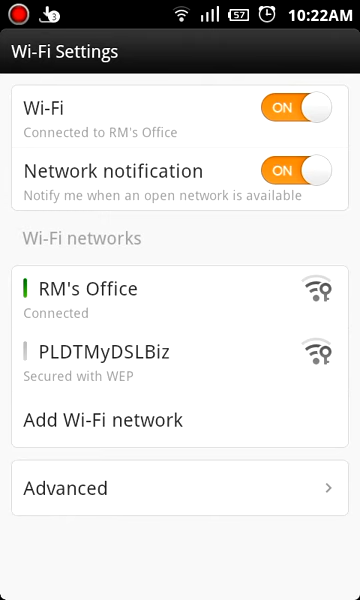 3 57 10:22AM
Wi-Fi Settings
Wi-Fi ON
Connected to RM's Office
Network notification ON
Notify me when an open network is available
Wi-Fi networks
RM's Office
Connected
PLDTMyDSLBiz
Secured with WEP
Add Wi-Fi network
Advanced